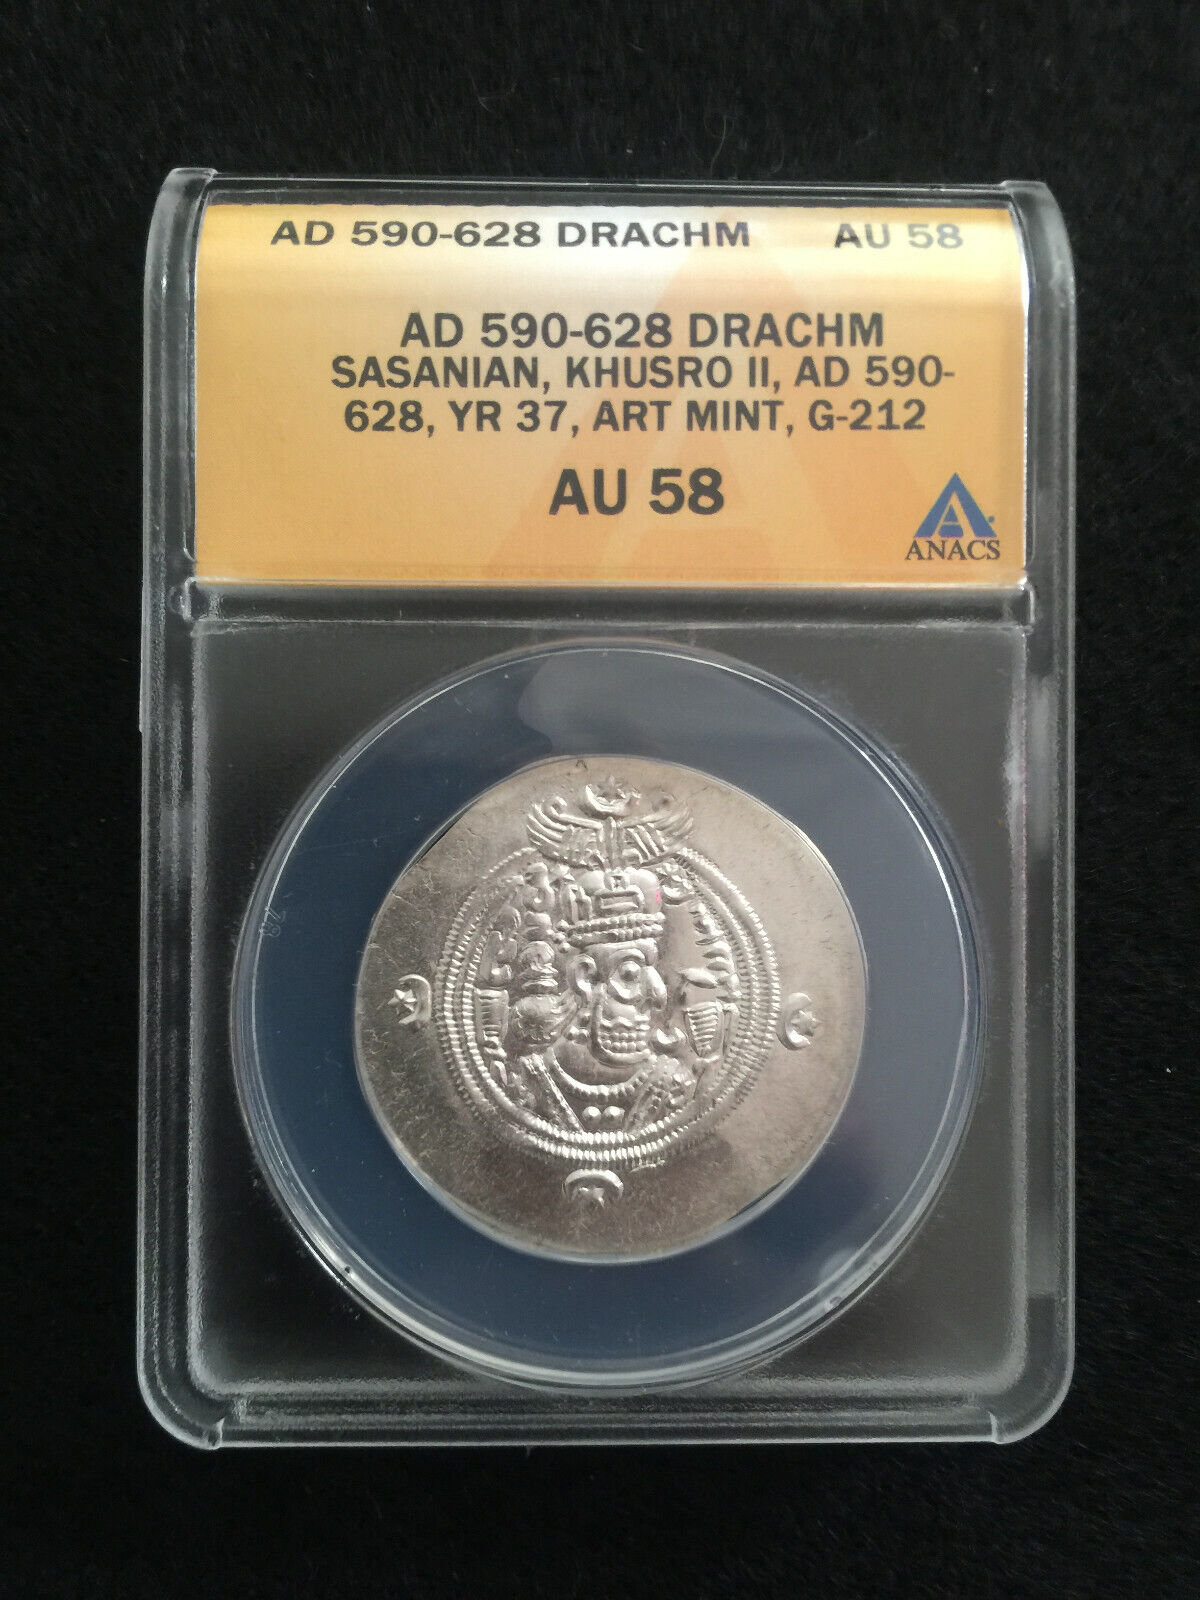 AD 590-628 DRACHM AU 58
AD 590-628 DRACHM
SASANIAN, KHUSRO II, AD 590-
628, YR 37, ART MINT, G-212
AU 58
ANACS